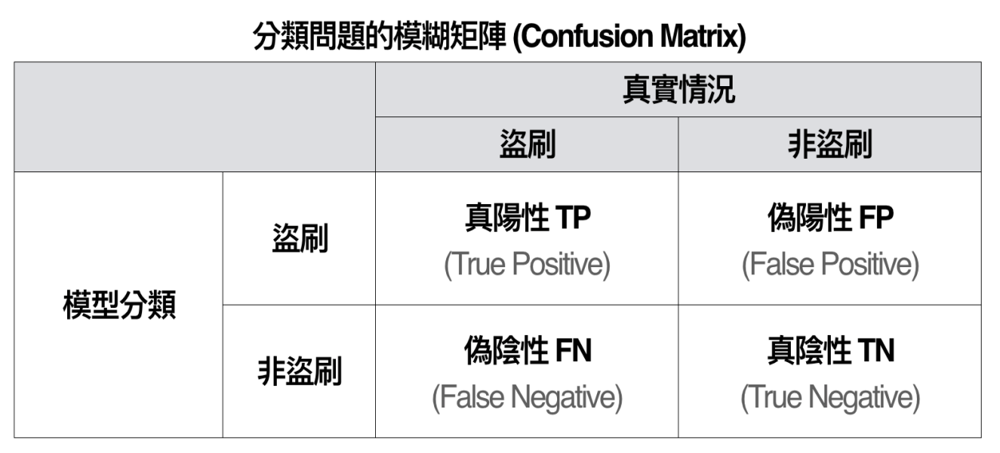 分類問題的模糊矩陣 (Confusion Matrix)
真實情況
盜刷
非盜刷
模型分類
盜刷
真陽性 TP
(True Positive)
偽陽性 FP
(False Positive)
非盜刷
偽陰性 FN
(False Negative)
真陰性 TN
(True Negative)